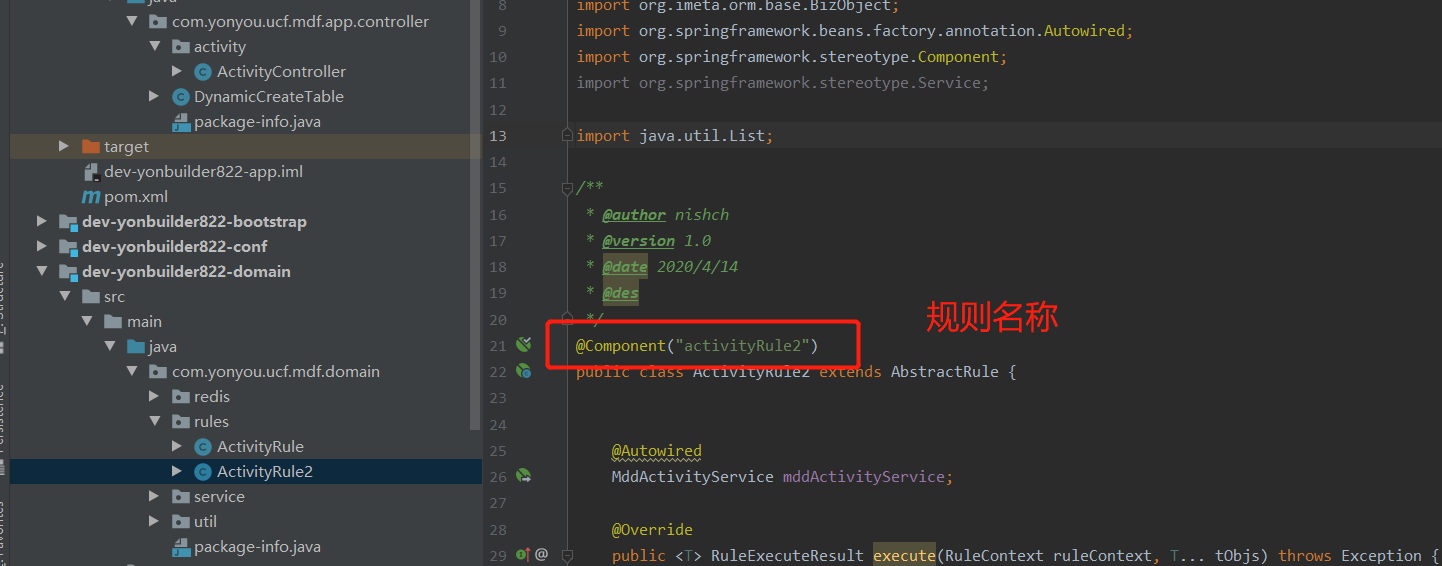 java
com.yonyou.ucf.mdf.app.controller
activity
ActivityController
DynamicCreateTable
package-info.java
target
dev-yonbuilder822-app.iml
pom.xml
dev-yonbuilder822-bootstrap
dev-yonbuilder822-conf
dev-yonbuilder822-domain
src
main
java
com.yonyou.ucf.mdf.domain
redis
rules
ActivityRule
ActivityRule2
service
util
package-info.java
8 import org.imeta.orm.base.BizObject;
9 import org.springframework.beans.factory.annotation.Autowired;
10 import org.springframework.stereotype.Component;
11 import org.springframework.stereotype.Service;
12
13 import java.util.List;
14
15 /**
16 * @author nishch
17 * @version 1.0
18 * @date 2020/4/14
19 * @des
20 */
规则名称
21 @Component("activityRule2")
22 public class ActivityRule2 extends AbstractRule {
23
24
25 @Autowired
26 MddActivityService mddActivityService;
27
28 @Override
29 public <T> RuleExecuteResult execute(RuleContext ruleContext, T... tObjs) throws Exception {